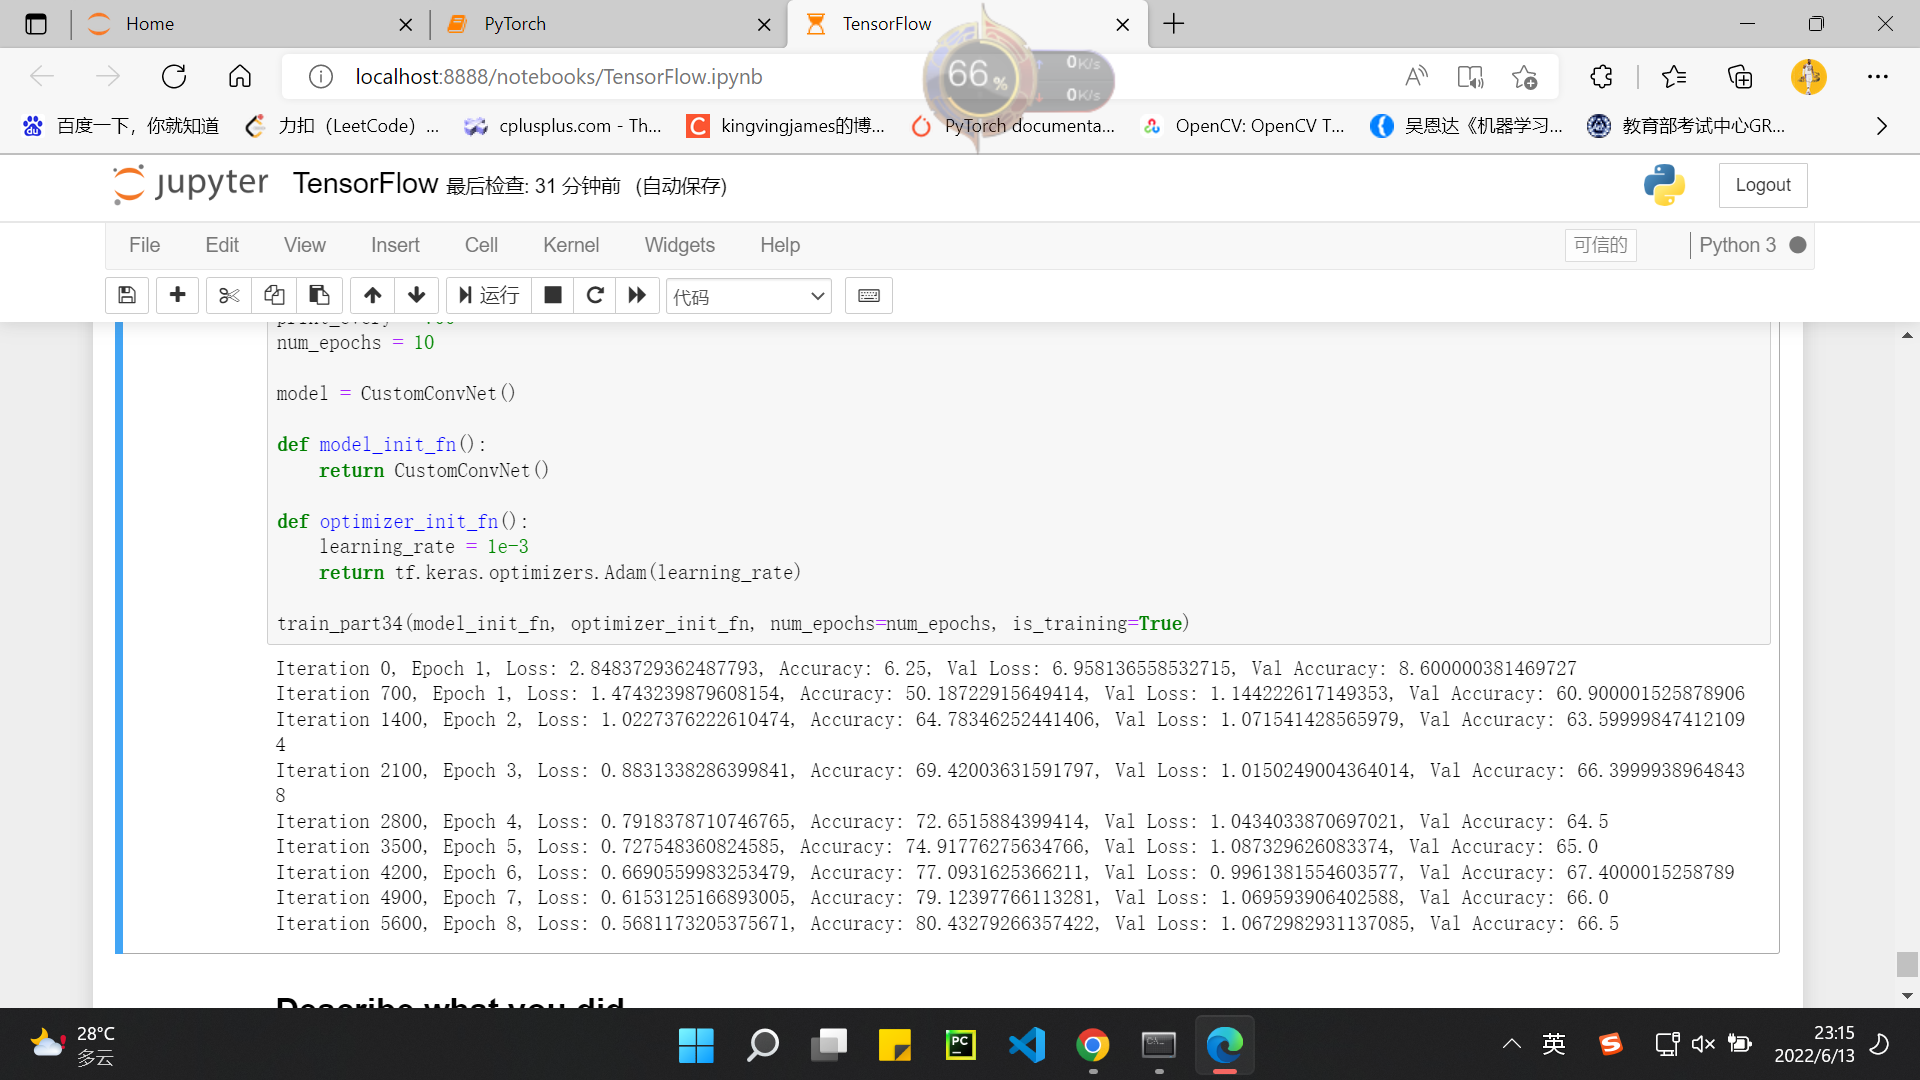 Home
PyTorch
TensorFlow
localhost:8888/notebooks/TensorFlow.ipynb
66 %
0K/s
0K/s
百度一下，你就知道
力扣（LeetCode）...
cplusplus.com - Th...
kingvingjames的博...
PyTorch documenta...
OpenCV: OpenCV T...
吴恩达《机器学习...
教育部考试中心GR...
jupyter TensorFlow 最后检查: 31 分钟前 (自动保存)
Logout
File Edit View Insert Cell Kernel Widgets Help
可信的
Python 3
运行
代码
num_epochs = 10
model = CustomConvNet()
def model_init_fn():
    return CustomConvNet()
def optimizer_init_fn():
    learning_rate = 1e-3
    return tf.keras.optimizers.Adam(learning_rate)
train_part34(model_init_fn, optimizer_init_fn, num_epochs=num_epochs, is_training=True)
Iteration 0, Epoch 1, Loss: 2.8483729362487793, Accuracy: 6.25, Val Loss: 6.958136558532715, Val Accuracy: 8.600000381469727
Iteration 700, Epoch 1, Loss: 1.4743239879608154, Accuracy: 50.18722915649414, Val Loss: 1.144222617149353, Val Accuracy: 60.900001525878906
Iteration 1400, Epoch 2, Loss: 1.0227376222610474, Accuracy: 64.78346252441406, Val Loss: 1.071541428565979, Val Accuracy: 63.59999847412109
4
Iteration 2100, Epoch 3, Loss: 0.8831338286399841, Accuracy: 69.42003631591797, Val Loss: 1.0150249004364014, Val Accuracy: 66.3999938964843
8
Iteration 2800, Epoch 4, Loss: 0.7918378710746765, Accuracy: 72.6515884399414, Val Loss: 1.0434033870697021, Val Accuracy: 64.5
Iteration 3500, Epoch 5, Loss: 0.727548360824585, Accuracy: 74.91776275634766, Val Loss: 1.087329626083374, Val Accuracy: 65.0
Iteration 4200, Epoch 6, Loss: 0.6690559983253479, Accuracy: 77.0931625366211, Val Loss: 0.9961381554603577, Val Accuracy: 67.4000015258789
Iteration 4900, Epoch 7, Loss: 0.6153125166893005, Accuracy: 79.12397766113281, Val Loss: 1.069593906402588, Val Accuracy: 66.0
Iteration 5600, Epoch 8, Loss: 0.5681173205375671, Accuracy: 80.43279266357422, Val Loss: 1.0672982931137085, Val Accuracy: 66.5
Describe what you did
28°C
多云
英
23:15
2022/6/13